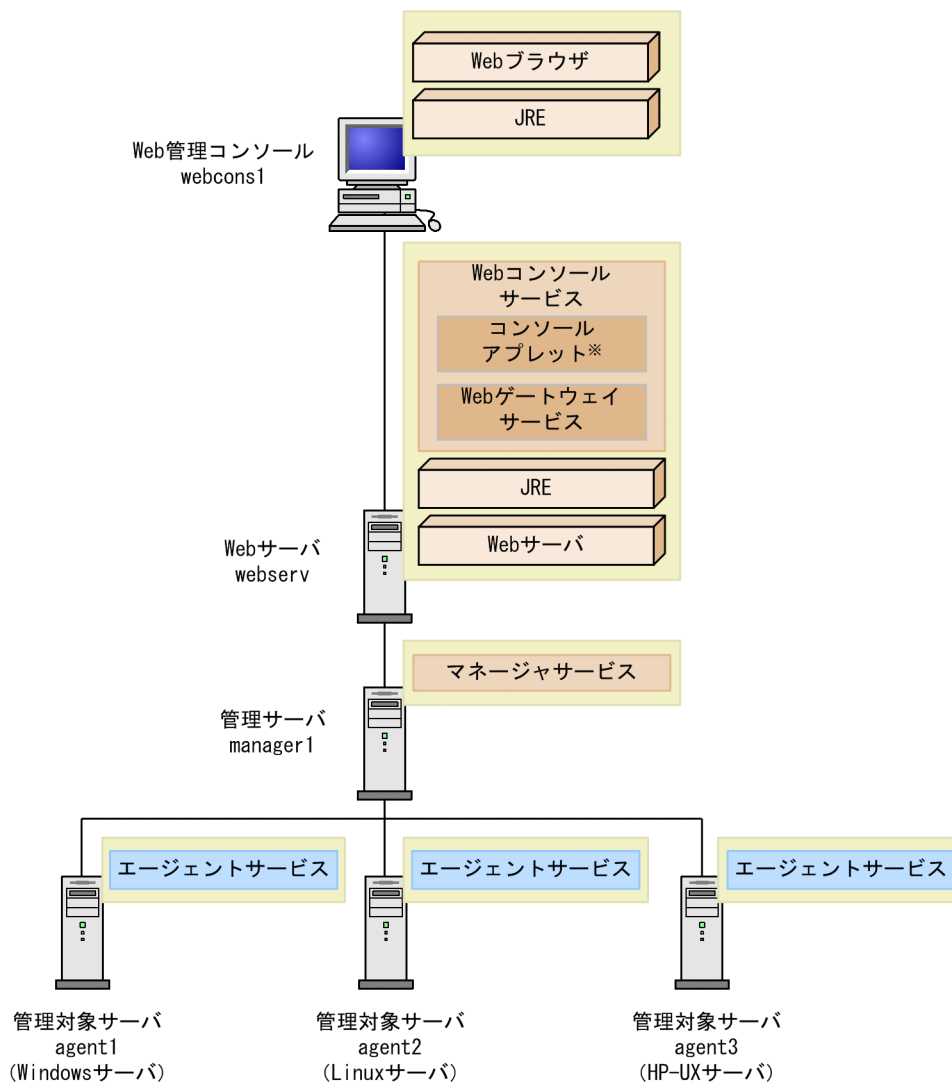 Webブラウザ
JRE
Web管理コンソール
webcons1
Webコンソール
サービス
コンソール
アプレット※
Webゲートウェイ
サービス
JRE
Webサーバ
Webサーバ
webserv
マネージャサービス
管理サーバ
manager1
エージェントサービス
エージェントサービス
エージェントサービス
管理対象サーバ
agent1
(Windowsサーバ)
管理対象サーバ
agent2
(Linuxサーバ)
管理対象サーバ
agent3
(HP-UXサーバ)